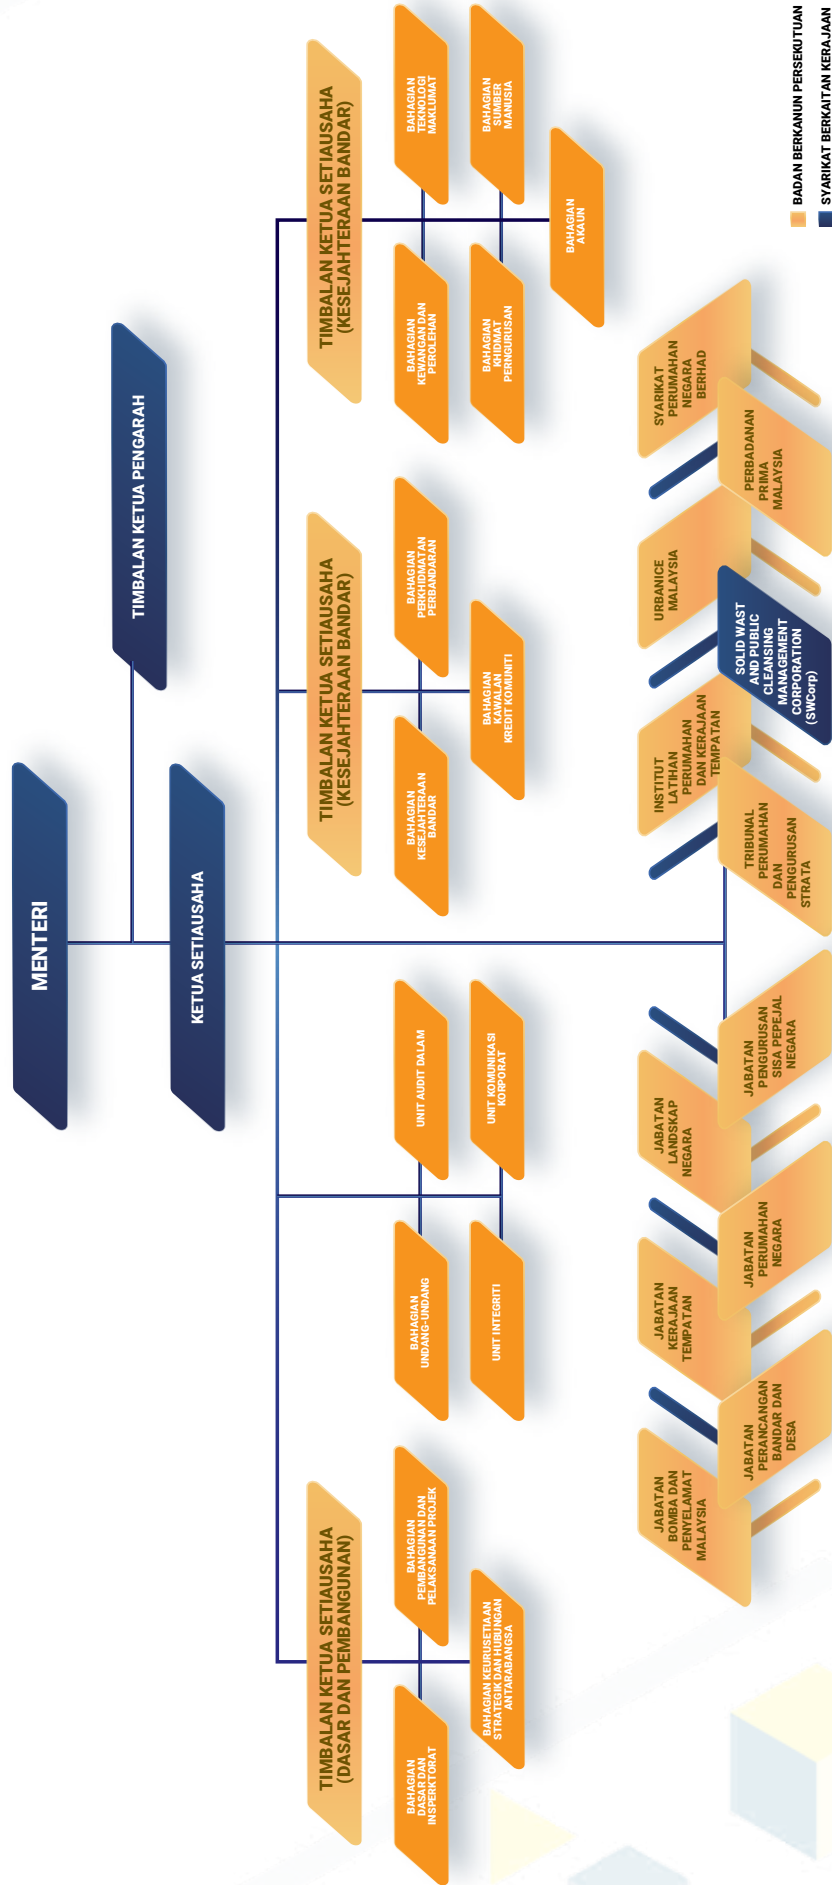 MENTERI
TIMBALAN KETUA PENGARAH
KETUA SETIAUSAHA
TIMBALAN KETUA SETIAUSAHA
(DASAR DAN PEMBANGUNAN)
BAHAGIAN
DASAR DAN
INSPERKTORAT
BAHAGIAN
PEMBANGUNAN DAN
PELAKSANAAN PROJEK
BAHAGIAN KEURUSETIAAN
STRATEGIK DAN HUBUNGAN
ANTARABANGSA
BAHAGIAN
UNDANG-UNDANG
UNIT AUDIT DALAM
UNIT INTEGRITI
UNIT KOMUNIKASI
KORPORAT
TIMBALAN KETUA SETIAUSAHA
(KESEJAHTERAAN BANDAR)
BAHAGIAN
KESEJAHTERAAN
BANDAR
BAHAGIAN
PERKHIDMATAN
PERBANDARAN
BAHAGIAN
KAWALAN
KREDIT KOMUNITI
TIMBALAN KETUA SETIAUSAHA
(KESEJAHTERAAN BANDAR)
BAHAGIAN
KEWANGAN DAN
PEROLEHAN
BAHAGIAN
TEKNOLOGI
MAKLUMAT
BAHAGIAN
KHIDMAT
PERNGURUSAN
BAHAGIAN
SUMBER
MANUSIA
BAHAGIAN
AKAUN
JABATAN
BOMBA DAN
PENYELAMAT
MALAYSIA
JABATAN
KERAJAAN
TEMPATAN
JABATAN
LANDSKAP
NEGARA
INSTITUT
LATIHAN
PERUMAHAN
DAN KERAJAAN
TEMPATAN
URBANICE
MALAYSIA
SYARIKAT
PERUMAHAN
NEGARA
BERHAD
JABATAN
PERANCANGAN
BANDAR DAN
DESA
JABATAN
PERUMAHAN
NEGARA
JABATAN
PENGURUSAN
SISA PEPEJAL
NEGARA
TRIBUNAL
PERUMAHAN
DAN
PENGURUSAN
STRATA
SOLID WAST
AND PUBLIC
CLEANSING
MANAGEMENT
CORPORATION
(SWCorp)
PERBADANAN
PRIMA
MALAYSIA
BADAN BERKANUN PERSEKUTUAN
SYARIKAT BERKAITAN KERAJAAN